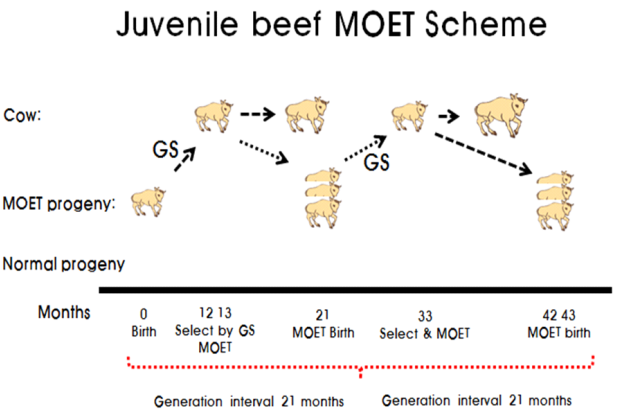 Juvenile beef MOET Scheme
Cow:
GS
GS
MOET progeny:
Normal progeny
Months
0
Birth
12 13
Select by GS
MOET
21
MOET Birth
33
Select & MOET
42 43
MOET birth
Generation interval 21 months
Generation interval 21 months